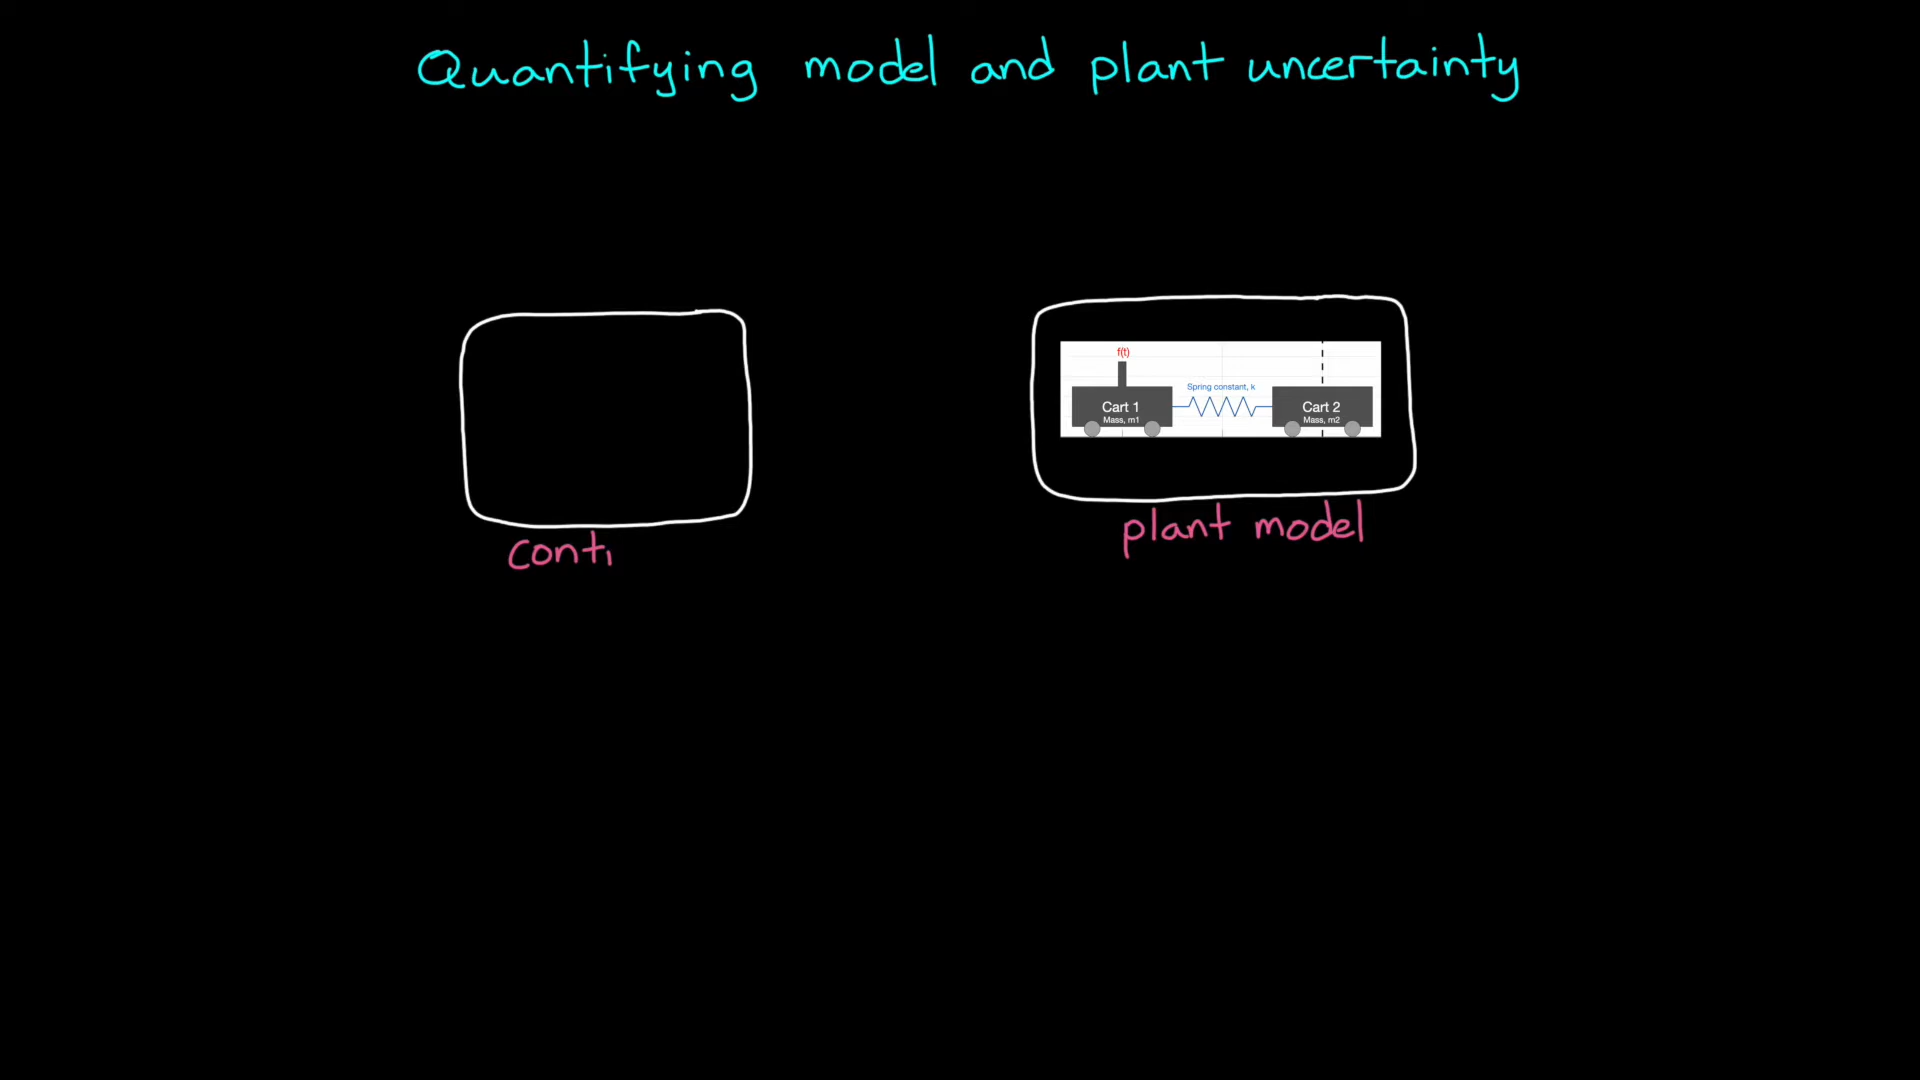 Quantifying model and plant uncertainty
f(t)
Spring constant, k
Cart 1
Mass, m1
Cart 2
Mass, m2
plant model
conti